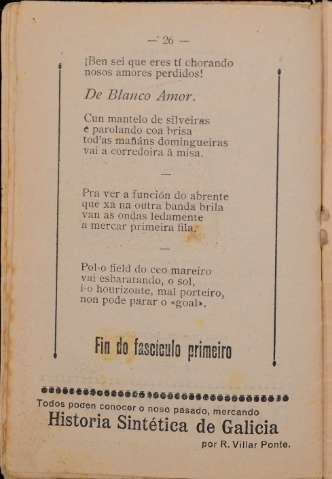 — 26 —
¡Ben sei que eres tí chorando
nosos amores perdidos!
De Blanco Amor.
Cun mantelo de silveiras
e parolando coa brisa
tod'as mañáns domingueiras
vai a corredoira á misa.
—
Pra ver a función do abrente
que xa na outra banda brila
van as ondas ledamente
a mercar primeira fila.
—
Pol-o field do ceo mareiro
vai esbararando, o sol,
i-o hourizonte, mal porteiro,
non pode parar o «goal».
Fin do fascículo primeiro
Todos poden conocer o noso pasado, mercando
Historia Sintética de Galicia
por R. Villar Ponte.